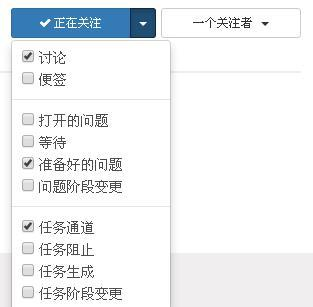 正在关注
一个关注者
讨论
便签
打开的问题
等待
准备好的问题
问题阶段变更
任务通道
任务阻止
任务生成
任务阶段变更